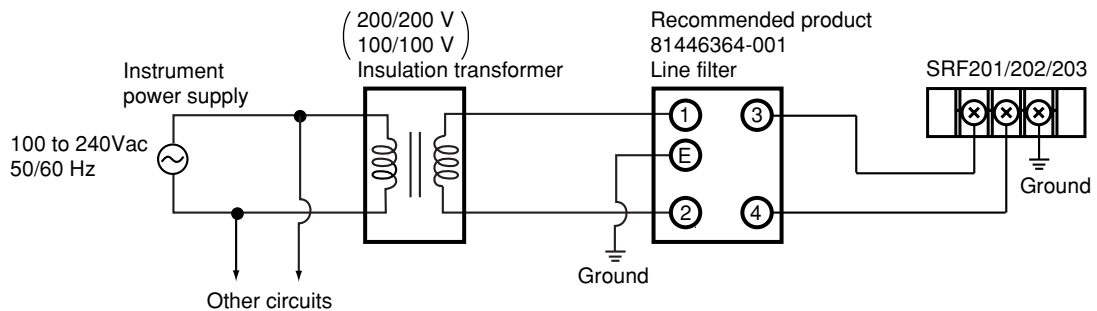 200/200 V
100/100 V
Insulation transformer
Recommended product
81446364-001
Line filter
SRF201/202/203
Instrument
power supply
100 to 240Vac
50/60 Hz
1
3
E
2
4
Ground
Ground
Other circuits